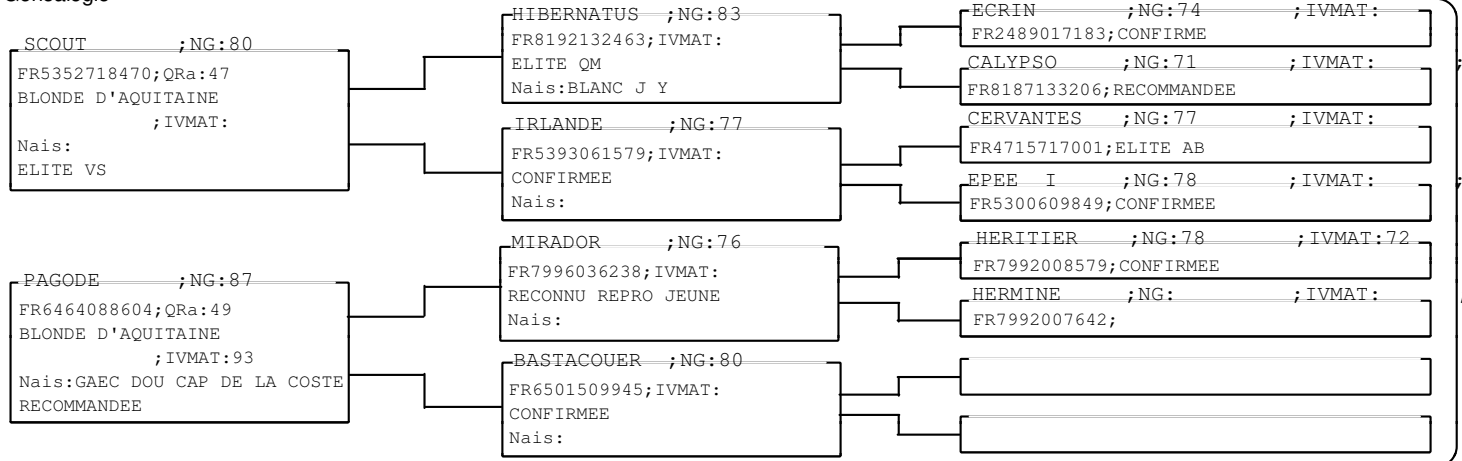 SCOUT ;NG:80
FR5352718470;QRa:47
BLONDE D'AQUITAINE
;IVMAT:
Nais:
ELITE VS
PAGODE ;NG:87
FR6464088604;QRa:49
BLONDE D'AQUITAINE
;IVMAT:93
Nais:GAEC DOU CAP DE LA COSTE
RECOMMANDEE
HIBERNATUS ;NG:83
FR8192132463;IVMAT:
ELITE QM
Nais:BLANC J Y
IRLANDE ;NG:77
FR5393061579;IVMAT:
CONFIRMEE
Nais:
MIRADOR ;NG:76
FR7996036238;IVMAT:
RECONNU REPRO JEUNE
Nais:
BASTACOUER ;NG:80
FR6501509945;IVMAT:
CONFIRMEE
Nais:
ECRIN ;NG:74 ;IVMAT:
FR2489017183;CONFIRME
CALYPSO ;NG:71 ;IVMAT: ;
FR8187133206;RECOMMANDEE
CERVANTES ;NG:77 ;IVMAT:
FR4715717001;ELITE AB
EPEE I ;NG:78 ;IVMAT: ;
FR5300609849;CONFIRMEE
HERITIER ;NG:78 ;IVMAT:72
FR7992008579;CONFIRMEE
HERMINE ;NG: ;IVMAT:
FR7992007642;